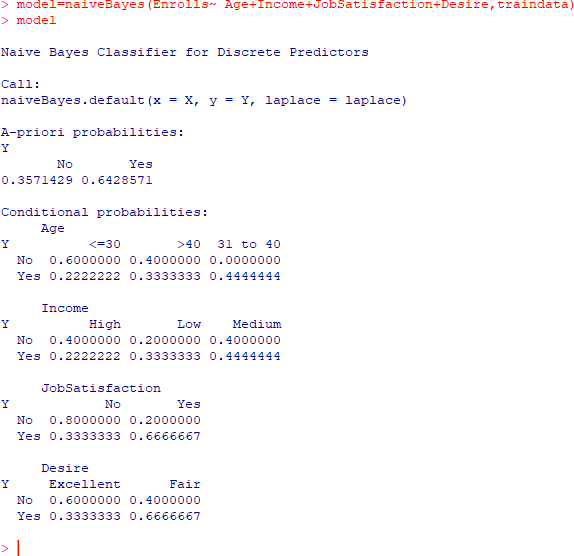 > model=naiveBayes(Enrolls~ Age+Income+JobSatisfaction+Desire,traindata)
> model
Naive Bayes Classifier for Discrete Predictors
Call:
naiveBayes.default(x = X, y = Y, laplace = laplace)
A-priori probabilities:
Y
       No       Yes
0.3571429 0.6428571
Conditional probabilities:
     Age
Y          <=30       >40  31 to 40
  No  0.6000000 0.4000000 0.0000000
  Yes 0.2222222 0.3333333 0.4444444
     Income
Y          High       Low    Medium
  No  0.4000000 0.2000000 0.4000000
  Yes 0.2222222 0.3333333 0.4444444
     JobSatisfaction
Y            No       Yes
  No  0.8000000 0.2000000
  Yes 0.3333333 0.6666667
     Desire
Y     Excellent      Fair
  No  0.6000000 0.4000000
  Yes 0.3333333 0.6666667
>